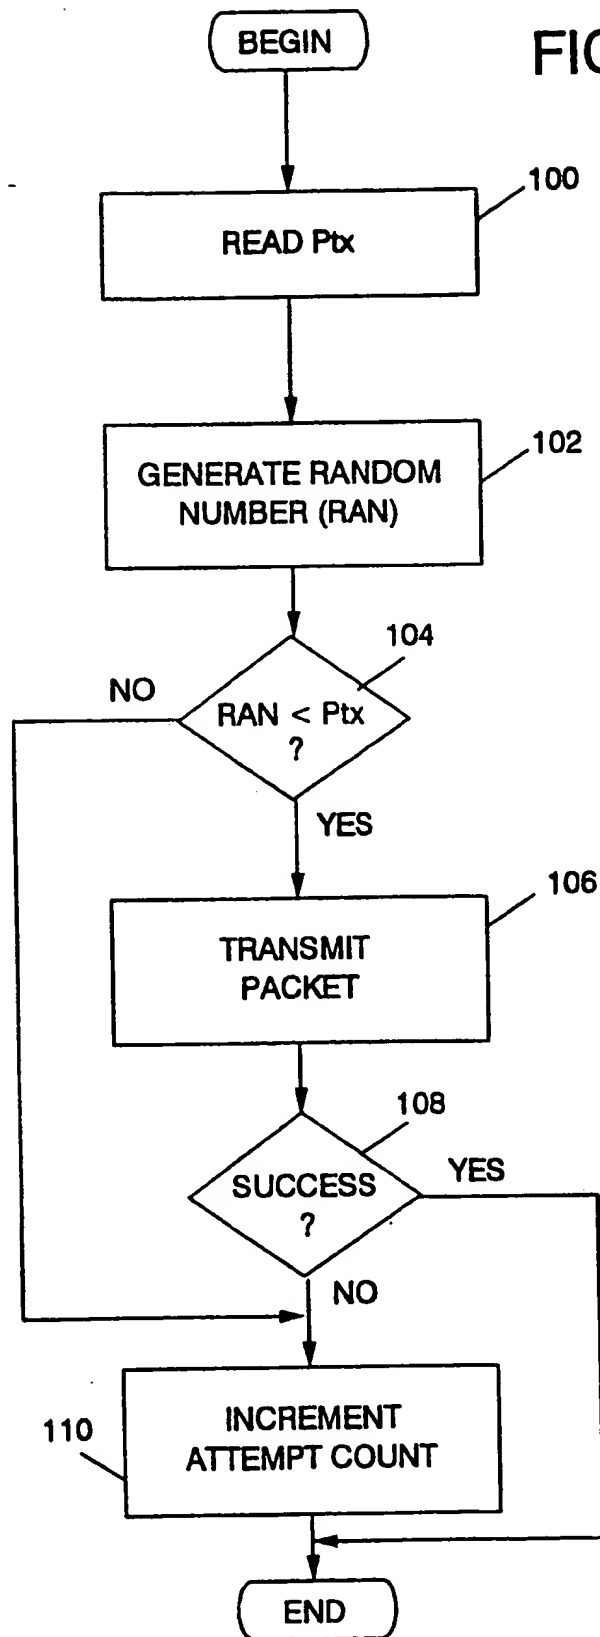 BEGIN
FIG
100
READ Ptx
102
GENERATE RANDOM
NUMBER (RAN)
104
NO
RAN < Ptx
?
YES
106
TRANSMIT
PACKET
108
YES
SUCCESS
?
NO
110
INCREMENT
ATTEMPT COUNT
END